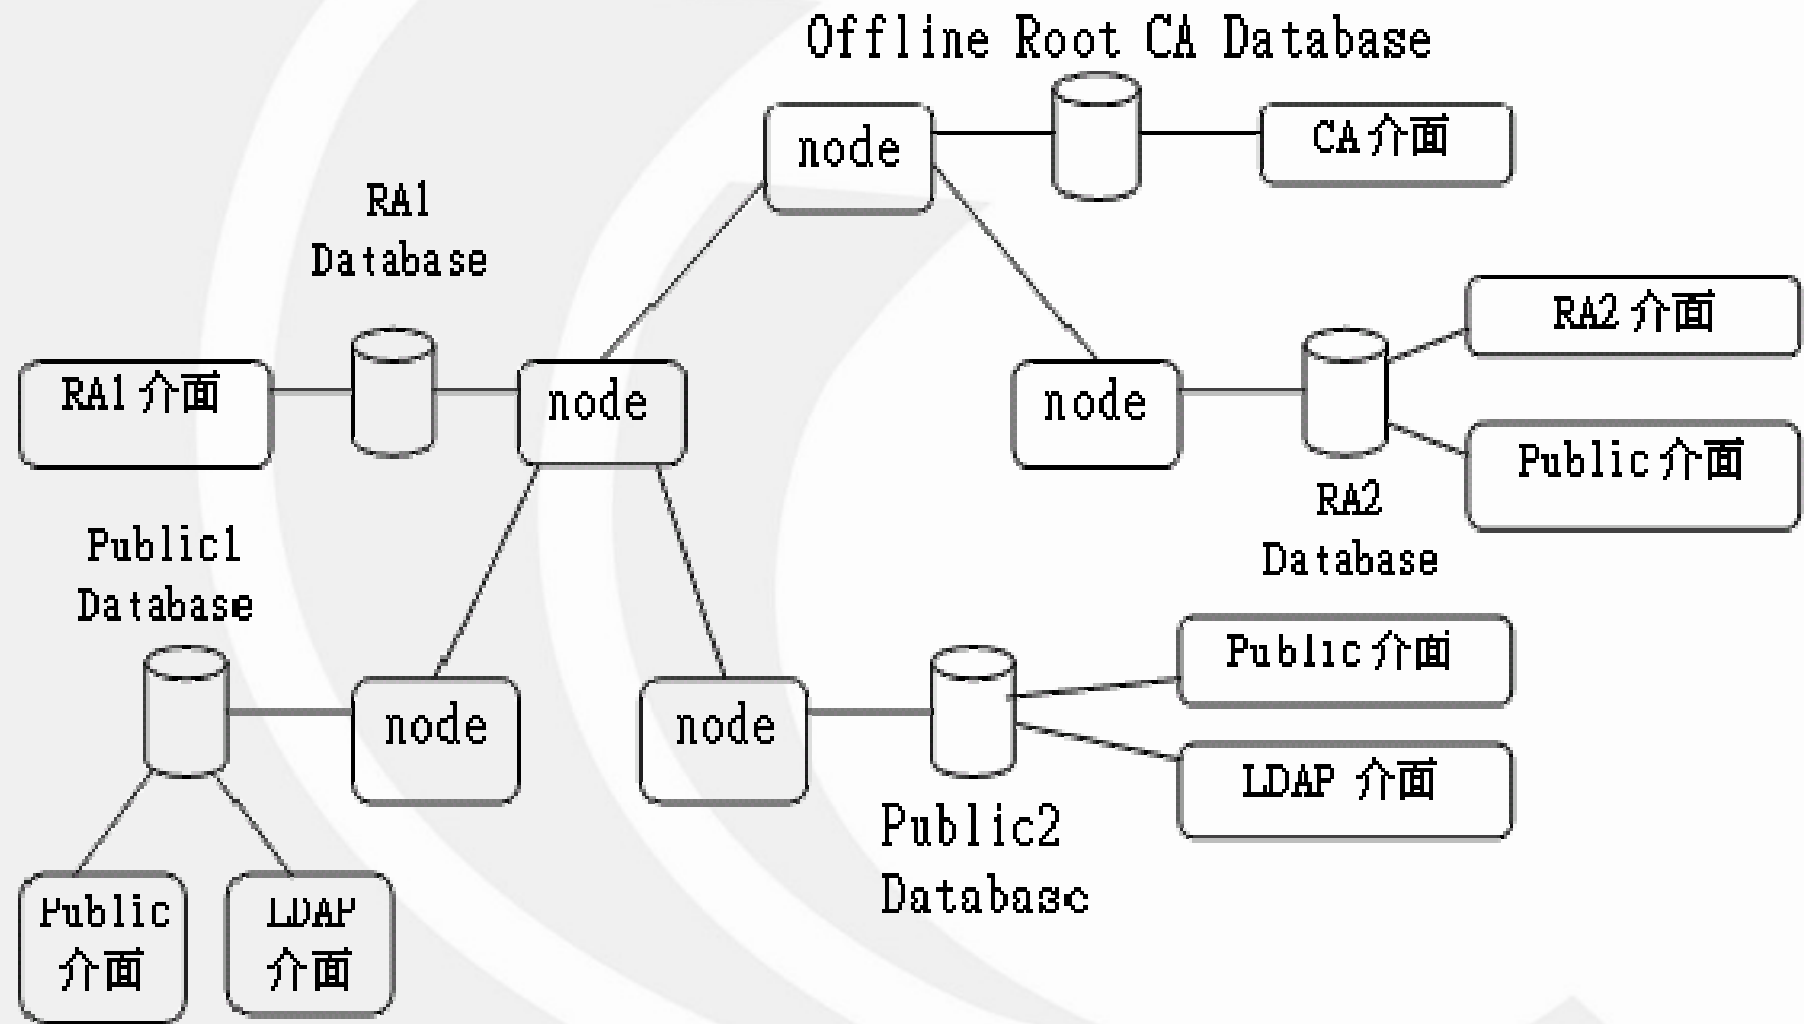 Offline Root CA Database
node
CA 介面
RA1
Database
RA2 介面
RA1 介面
node
node
Public 介面
RA2
Database
Public1
Database
Public 介面
node
node
LDAP 介面
Public2
Database
Public
介面
LDAP
介面